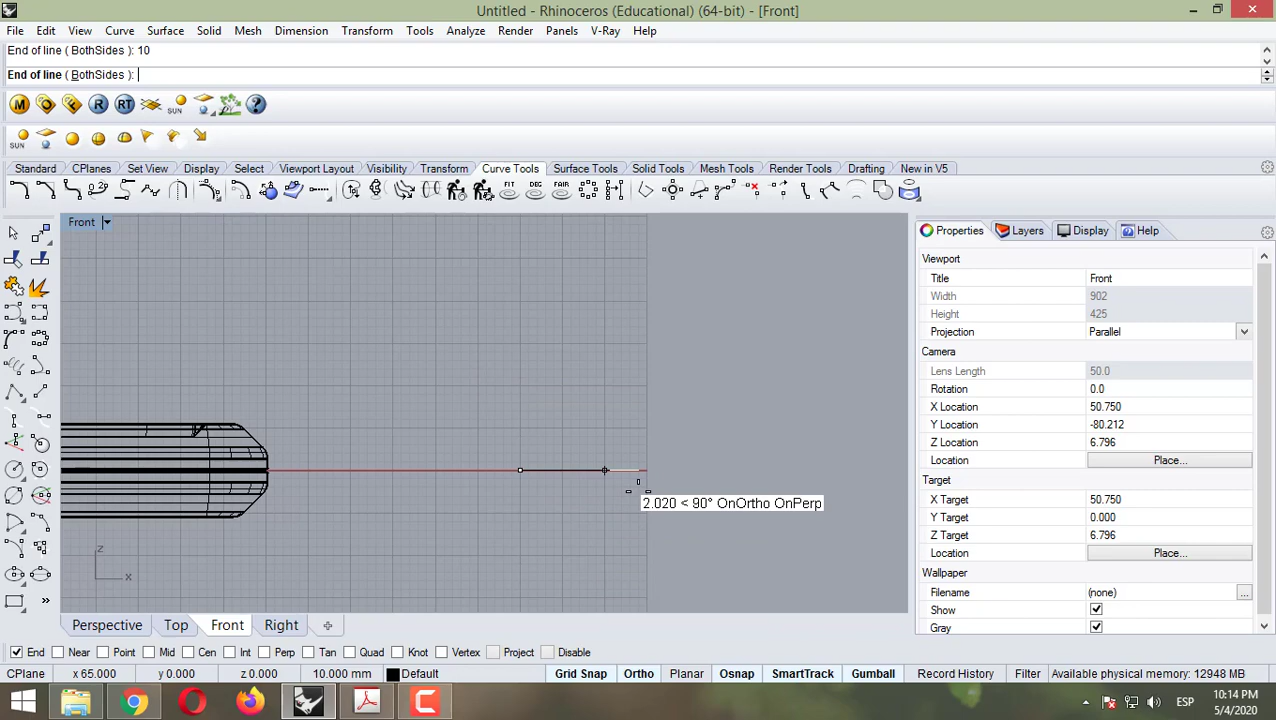 Untitled - Rhinoceros (Educational) (64-bit) - [Front]
File Edit View Curve Surface Solid Mesh Dimension Transform Tools Analyze Render Panels V-Ray Help
End of line ( BothSides ): 10
End of line ( BothSides ):
M O F R RT SUN ?
SUN
Standard CPlanes Set View Display Select Viewport Layout Visibility Transform Curve Tools Surface Tools Solid Tools Mesh Tools Render Tools Drafting New in V5
FIT DEG FAIR
Front
Properties Layers Display Help
Viewport
Title Front
Width 902
Height 425
Projection Parallel
Camera
Lens Length 50.0
Rotation 0.0
X Location 50.750
Y Location -80.212
Z Location 6.796
Location Place...
Target
X Target 50.750
Y Target 0.000
Z Target 6.796
Location Place...
Wallpaper
Filename (none) ...
Show
Gray
2.020 < 90° OnOrtho OnPerp
z
x
Perspective Top Front Right
End Near Point Mid Cen Int Perp Tan Quad Knot Vertex Project Disable
CPlane x 65.000 y 0.000 z 0.000 10.000 mm Default Grid Snap Ortho Planar Osnap SmartTrack Gumball Record History Filter Available physical memory: 12948 MB
ESP
10:14 PM
5/4/2020